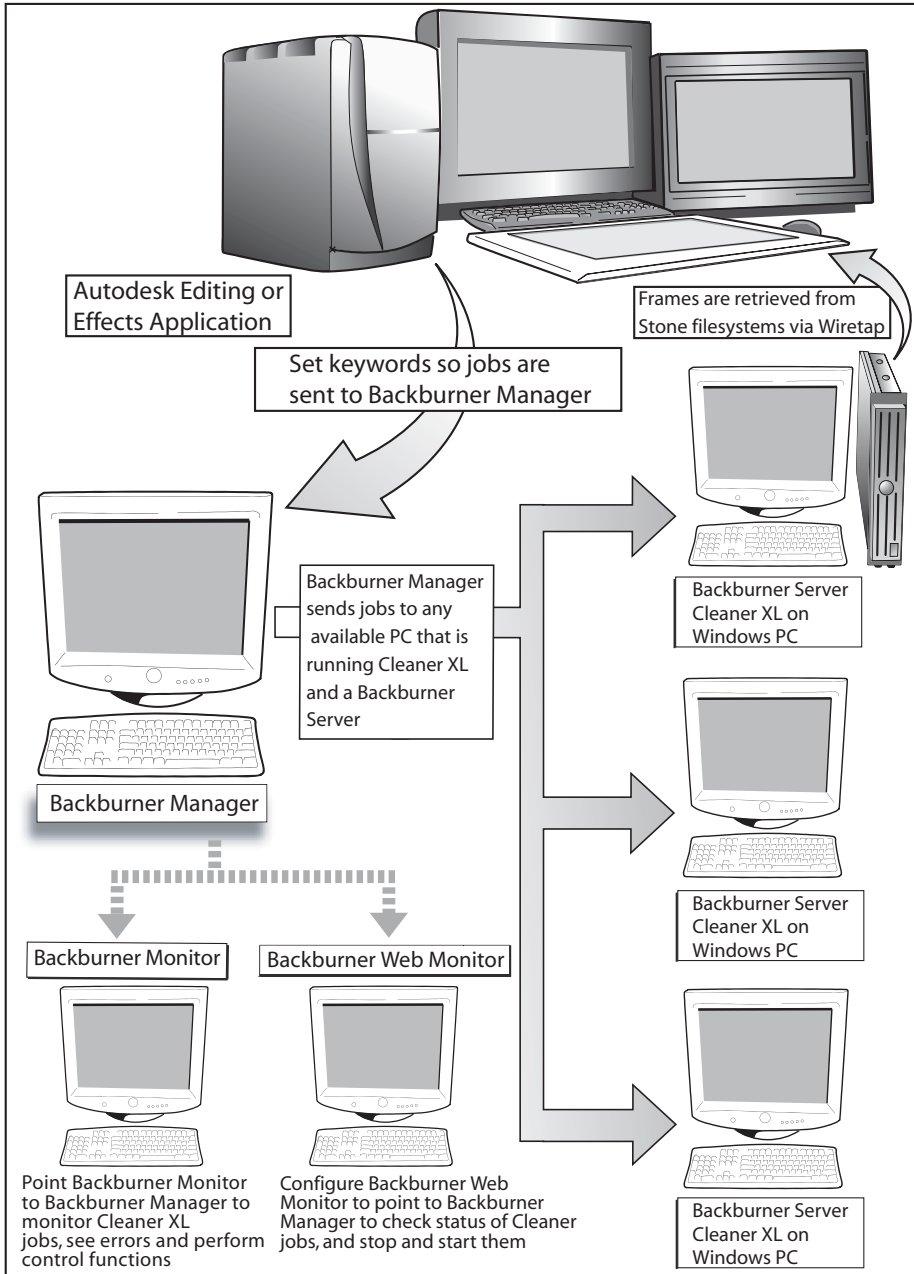 Autodesk Editing or
Effects Application
Frames are retrieved from
Stone filesystems via Wiretap
Set keywords so jobs are
sent to Backburner Manager
Backburner Manager
sends jobs to any
available PC that is
running Cleaner XL
and a Backburner
Server
Backburner Server
Cleaner XL on
Windows PC
Backburner Manager
Backburner Server
Cleaner XL on
Windows PC
Backburner Monitor
Backburner Web Monitor
Point Backburner Monitor
to Backburner Manager to
monitor Cleaner XL
jobs, see errors and perform
control functions
Configure Backburner Web
Monitor to point to Backburner
Manager to check status of Cleaner
jobs, and stop and start them
Backburner Server
Cleaner XL on
Windows PC